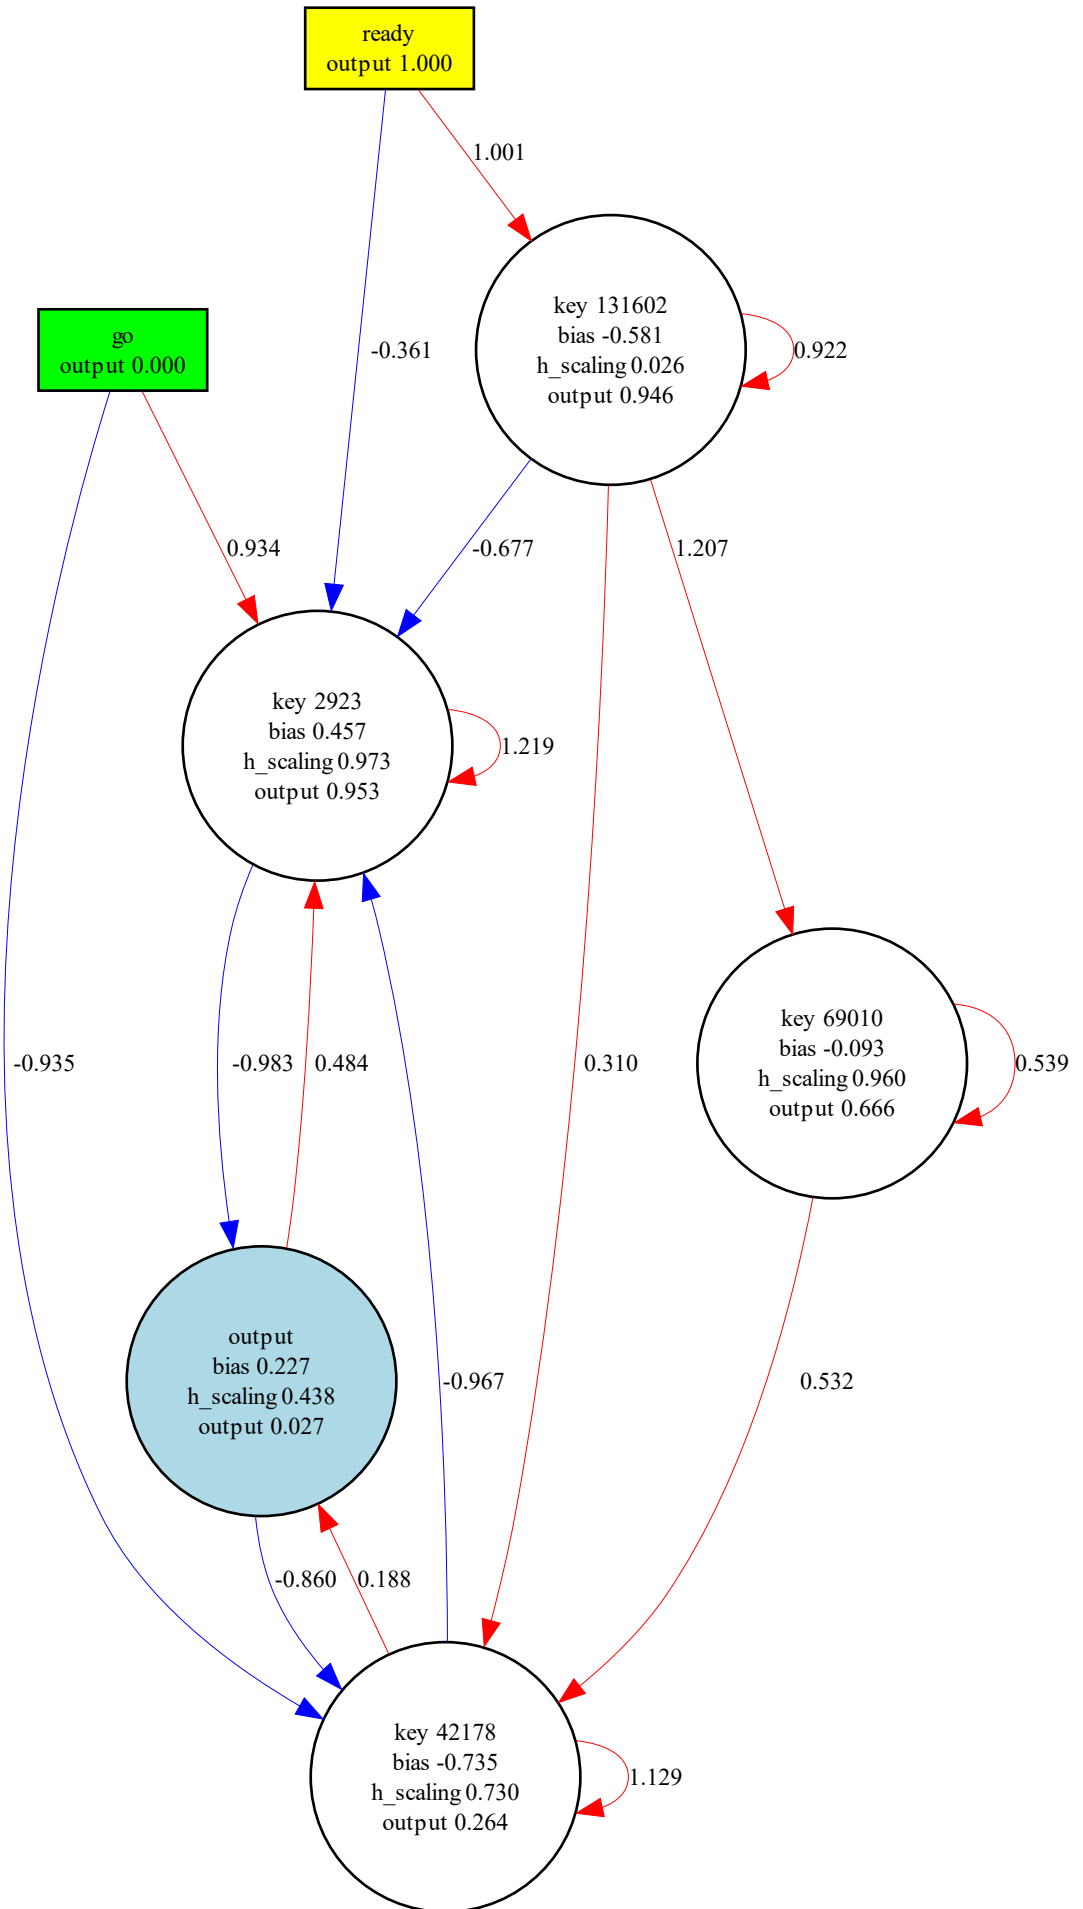 ready
output 1.000
1.001
key 131602
bias -0.581
h_scaling 0.026
output 0.946
0.922
go
output 0.000
-0.361
0.934
-0.677
1.207
key 2923
bias 0.457
h_scaling 0.973
output 0.953
1.219
key 69010
bias -0.093
h_scaling 0.960
output 0.666
0.539
-0.935
-0.983
0.484
0.310
output
bias 0.227
h_scaling 0.438
output 0.027
-0.967
0.532
-0.860
0.188
key 42178
bias -0.735
h_scaling 0.730
output 0.264
1.129